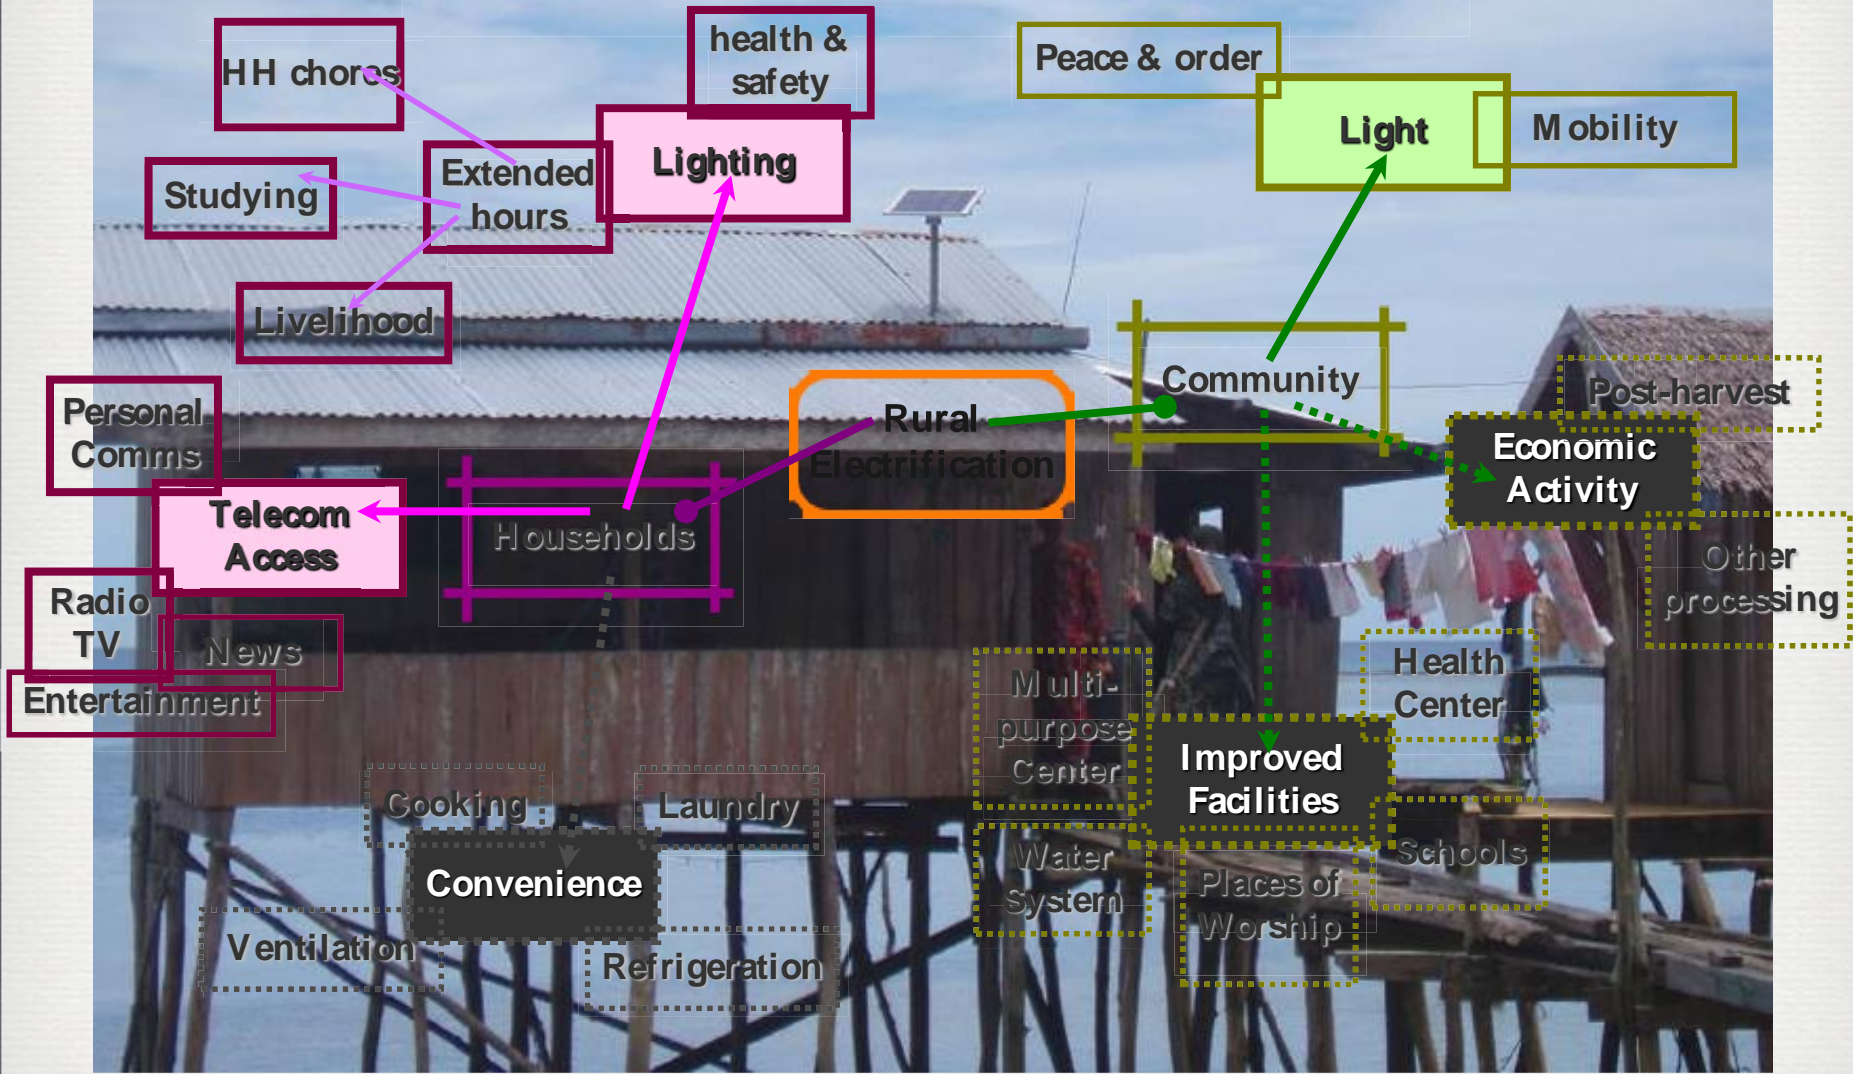 HH chores
health &
safety
Peace & order
Light
Mobility
Lighting
Extended
hours
Studying
Livelihood
Personal
Comms
Telecom
Access
Radio
TV
News
Entertainment
Households
Rural
Electrification
Community
Post-harvest
Economic
Activity
Other
processing
Health
Center
Multi-
purpose
Center
Improved
Facilities
Water
System
Places of
Worship
Schools
Cooking
Laundry
Convenience
Ventilation
Refrigeration